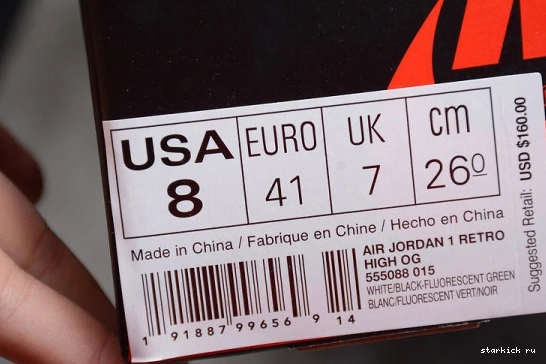 USA EURO UK cm
8 41 7 26 0
Made in China / Fabrique en Chine / Hecho en China
AIR JORDAN 1 RETRO
HIGH OG
555088 015
WHITE/BLACK-FLUORESCENT GREEN
BLANC/FLUORESCENT VERT/NOIR
1 91887 99656 9 14
Suggested Retail: USD $160.00
starkick ru